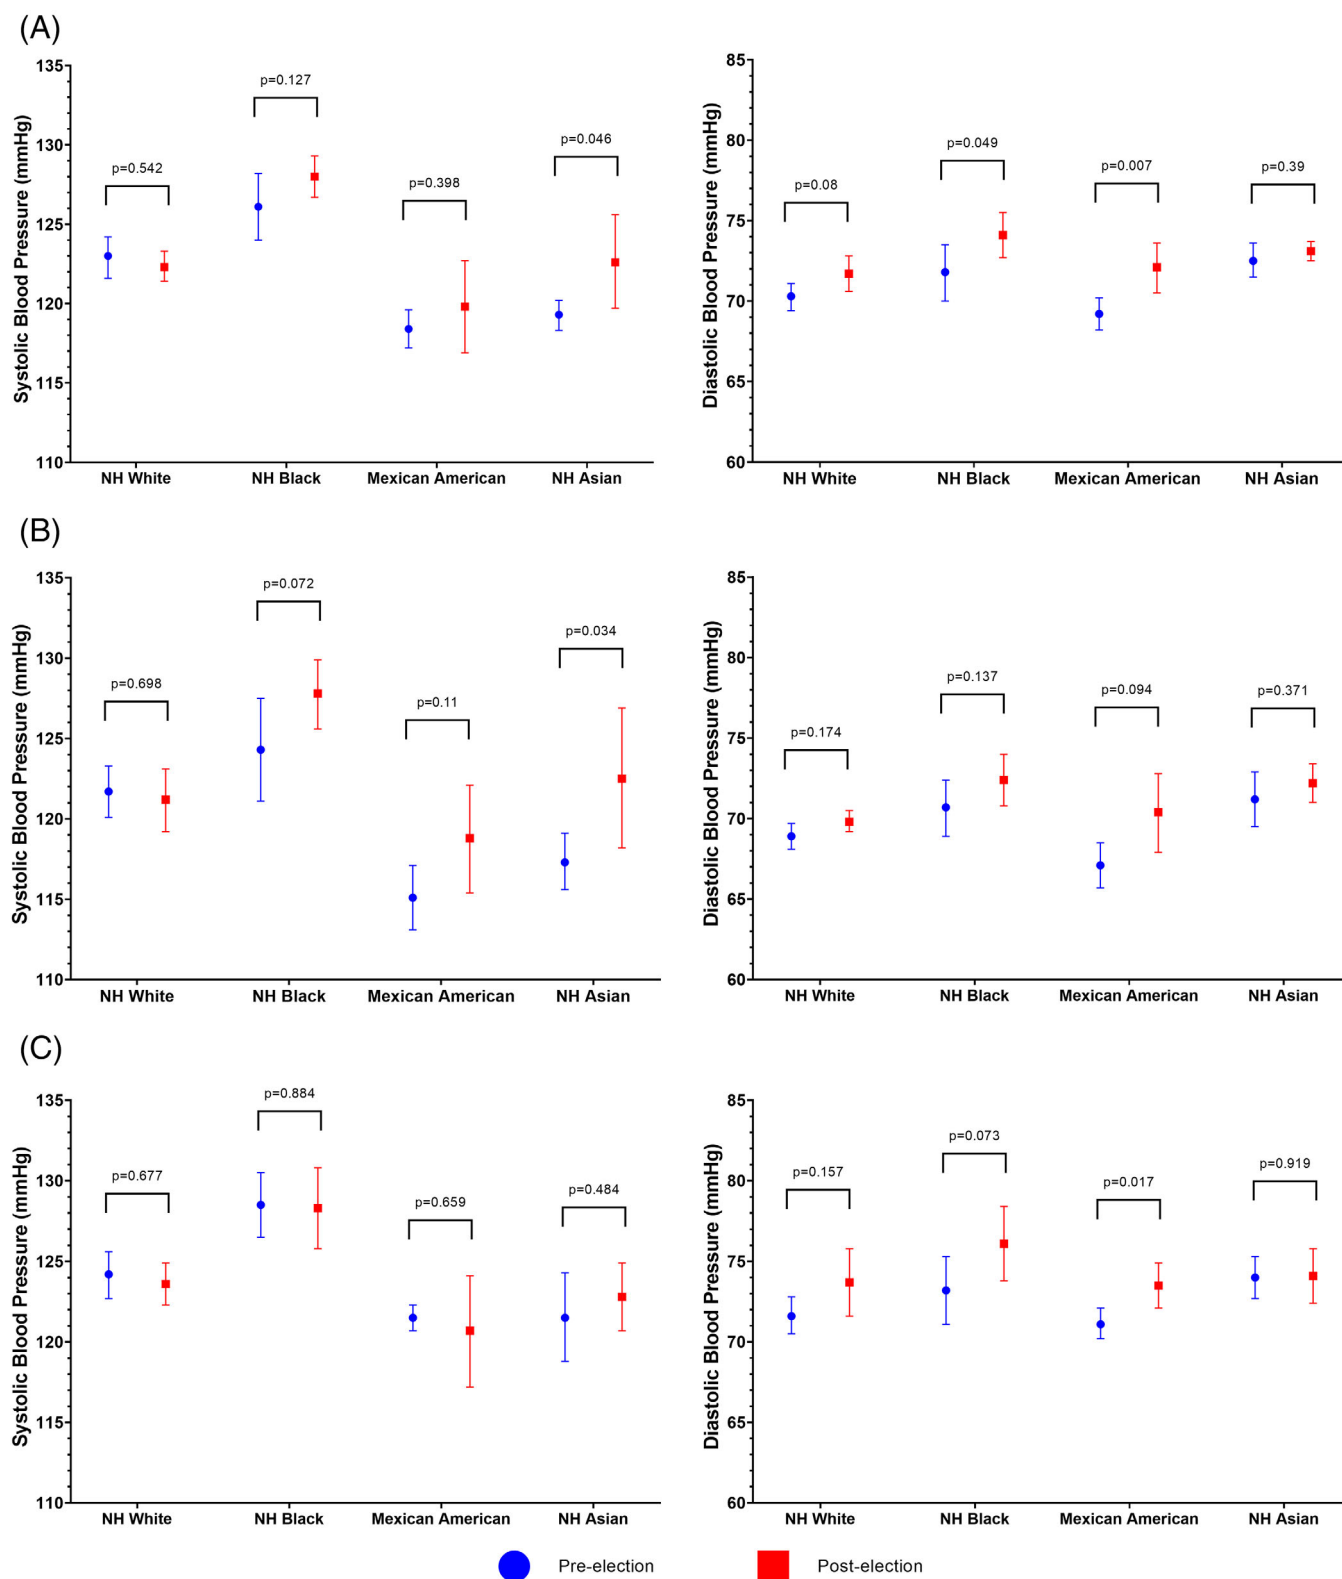 (A)
Systolic Blood Pressure (mmHg)
135
130
125
120
115
110
p=0.542
p=0.127
p=0.398
p=0.046
NH White NH Black Mexican American NH Asian
Diastolic Blood Pressure (mmHg)
85
80
75
70
65
60
p=0.08
p=0.049
p=0.007
p=0.39
NH White NH Black Mexican American NH Asian
(B)
Systolic Blood Pressure (mmHg)
135
130
125
120
115
110
p=0.698
p=0.072
p=0.11
p=0.034
NH White NH Black Mexican American NH Asian
Diastolic Blood Pressure (mmHg)
85
80
75
70
65
60
p=0.174
p=0.137
p=0.094
p=0.371
NH White NH Black Mexican American NH Asian
(C)
Systolic Blood Pressure (mmHg)
135
130
125
120
115
110
p=0.677
p=0.884
p=0.659
p=0.484
NH White NH Black Mexican American NH Asian
Diastolic Blood Pressure (mmHg)
85
80
75
70
65
60
p=0.157
p=0.073
p=0.017
p=0.919
NH White NH Black Mexican American NH Asian
Pre-election Post-election